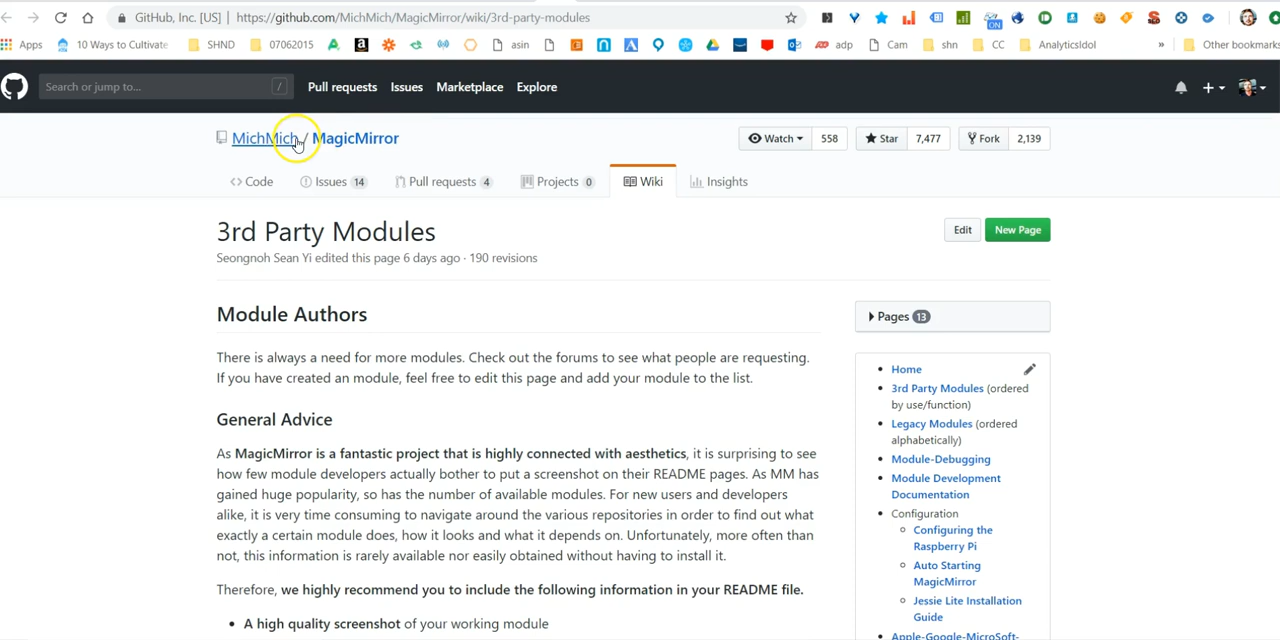 GitHub, Inc. [US] | https://github.com/MichMich/MagicMirror/wiki/3rd-party-modules
ON
Apps 10 Ways to Cultivate SHND 07062015 a asin adp Cam shn CC AnalyticsIdol » Other bookmarks
Search or jump to... / Pull requests Issues Marketplace Explore
MichMich / MagicMirror Watch 558 Star 7,477 Fork 2,139
Code Issues 14 Pull requests 4 Projects 0 Wiki Insights
3rd Party Modules Edit New Page
Seongnoh Sean Yi edited this page 6 days ago · 190 revisions
Module Authors
Pages 13
There is always a need for more modules. Check out the forums to see what people are requesting.
If you have created an module, feel free to edit this page and add your module to the list.
General Advice
As MagicMirror is a fantastic project that is highly connected with aesthetics, it is surprising to see
how few module developers actually bother to put a screenshot on their README pages. As MM has
gained huge popularity, so has the number of available modules. For new users and developers
alike, it is very time consuming to navigate around the various repositories in order to find out what
exactly a certain module does, how it looks and what it depends on. Unfortunately, more often than
not, this information is rarely available nor easily obtained without having to install it.
Therefore, we highly recommend you to include the following information in your README file.
• A high quality screenshot of your working module
• Home
• 3rd Party Modules (ordered
by use/function)
• Legacy Modules (ordered
alphabetically)
• Module-Debugging
• Module Development
Documentation
• Configuration
Configuring the
Raspberry Pi
Auto Starting
MagicMirror
Jessie Lite Installation
Guide
• Apple-Google-MicroSoft-